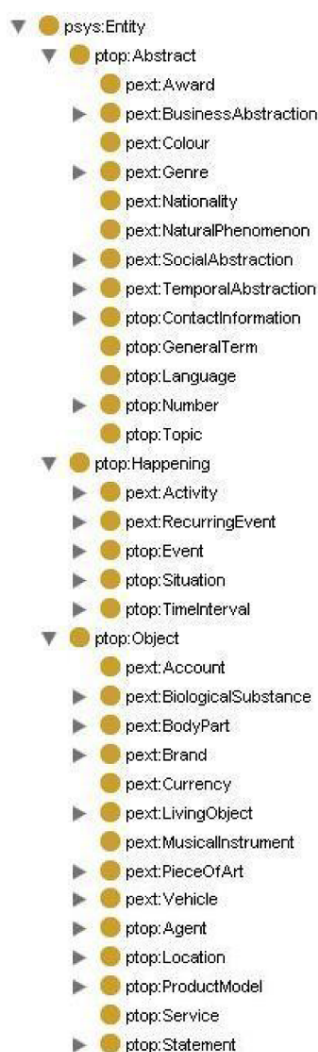 psys:Entity
ptop:Abstract
pext:Award
pext:BusinessAbstraction
pext:Colour
pext:Genre
pext:Nationality
pext:NaturalPhenomenon
pext:SocialAbstraction
pext:TemporalAbstraction
ptop:ContactInformation
ptop:GeneralTerm
ptop:Language
ptop:Number
ptop:Topic
ptop:Happening
pext:Activity
pext:RecurringEvent
ptop:Event
ptop:Situation
ptop:TimeInterval
ptop:Object
pext:Account
pext:BiologicalSubstance
pext:BodyPart
pext:Brand
pext:Currency
pext:LivingObject
pext:MusicalInstrument
pext:PieceOfArt
pext:Vehicle
ptop:Agent
ptop:Location
ptop:ProductModel
ptop:Service
ptop:Statement